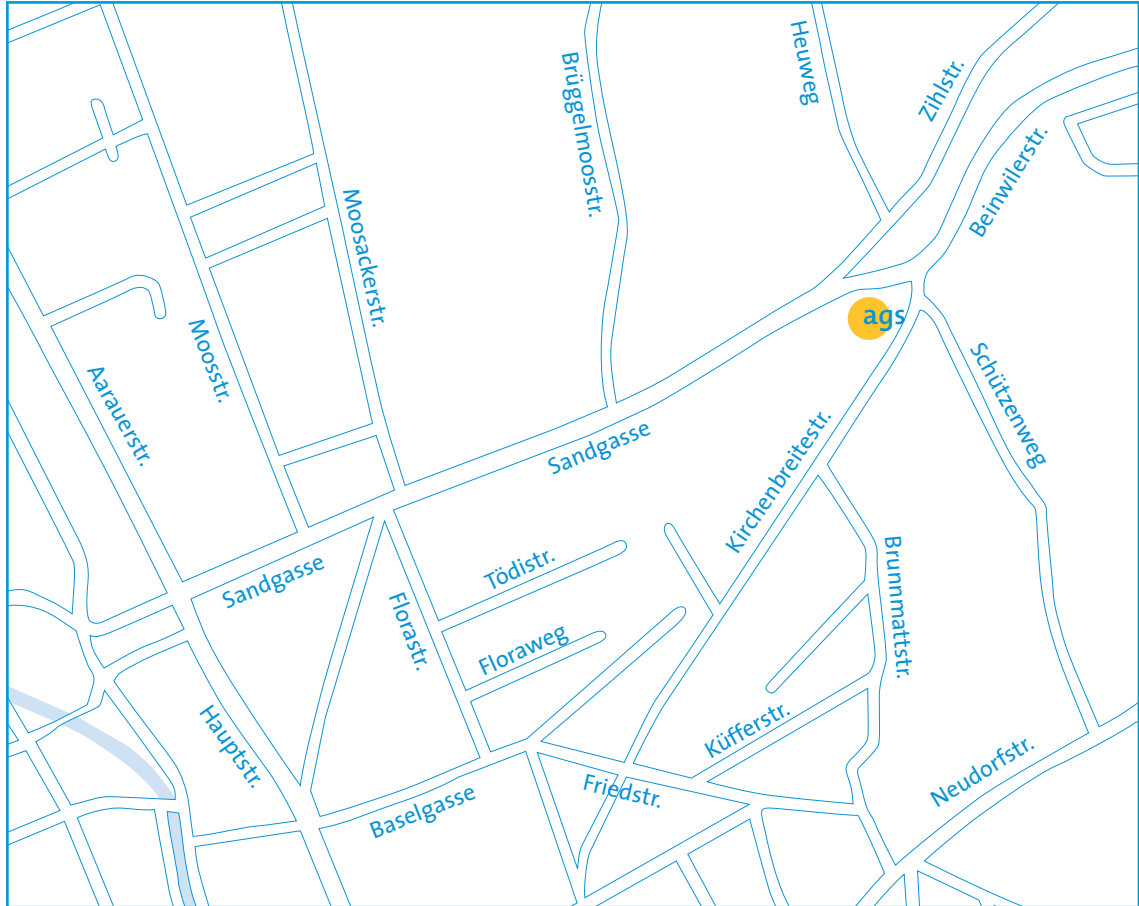 Heuweg
Zihlstr.
Brüggelmoosstr.
Beinwilerstr.
Moosackerstr.
ags
Moosstr.
Aarauerstr.
Schützenweg
Sandgasse
Kirchenbreitestr.
Brunnmattstr.
Tödistr.
Sandgasse
Florastr.
Floraweg
Hauptstr.
Küfferstr.
Neudorfstr.
Friedstr.
Baselgasse